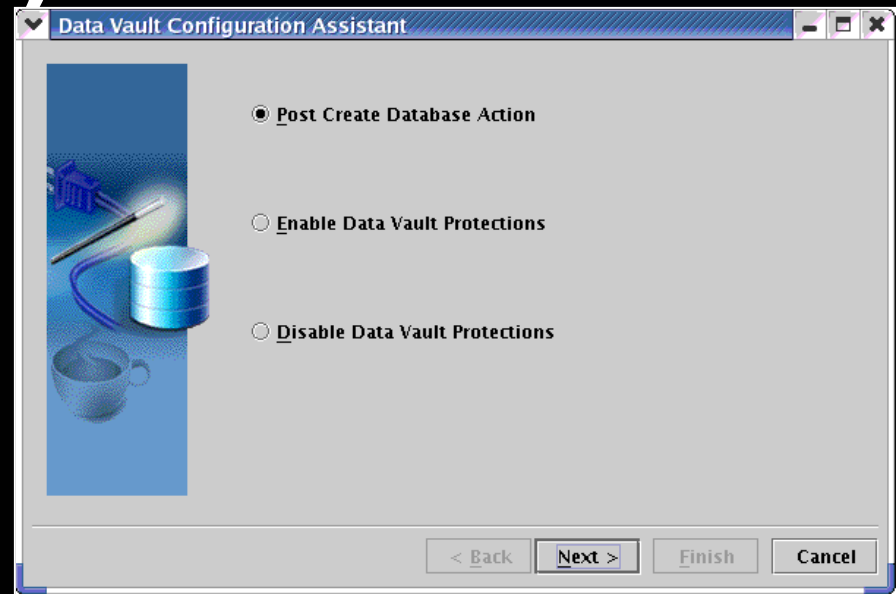 Data Vault Configuration Assistant
Post Create Database Action
Enable Data Vault Protections
Disable Data Vault Protections
< Back Next > Finish Cancel